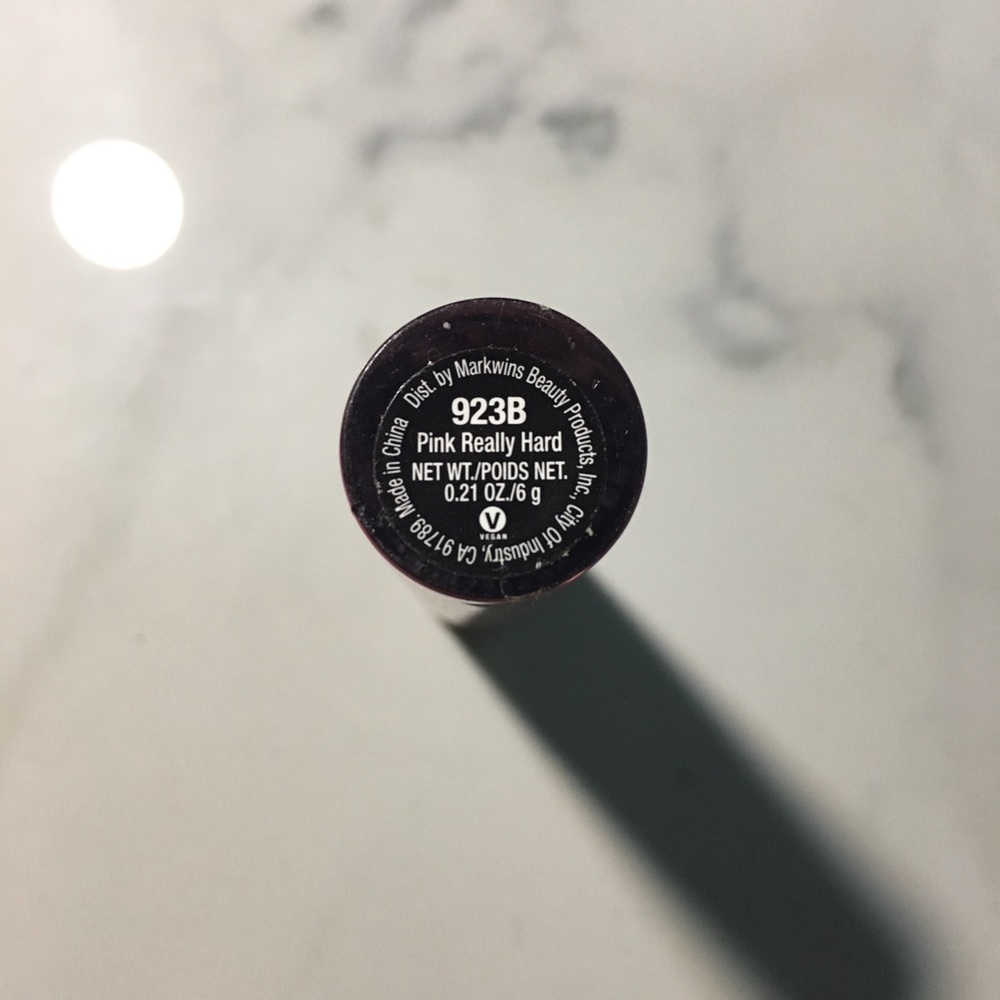 Dist. by Markwins Beauty Products, Inc., City Of Industry, CA 91789. Made in China
923B
Pink Really Hard
NET WT./POIDS NET.
0.21 OZ./6 g
V
VEGAN